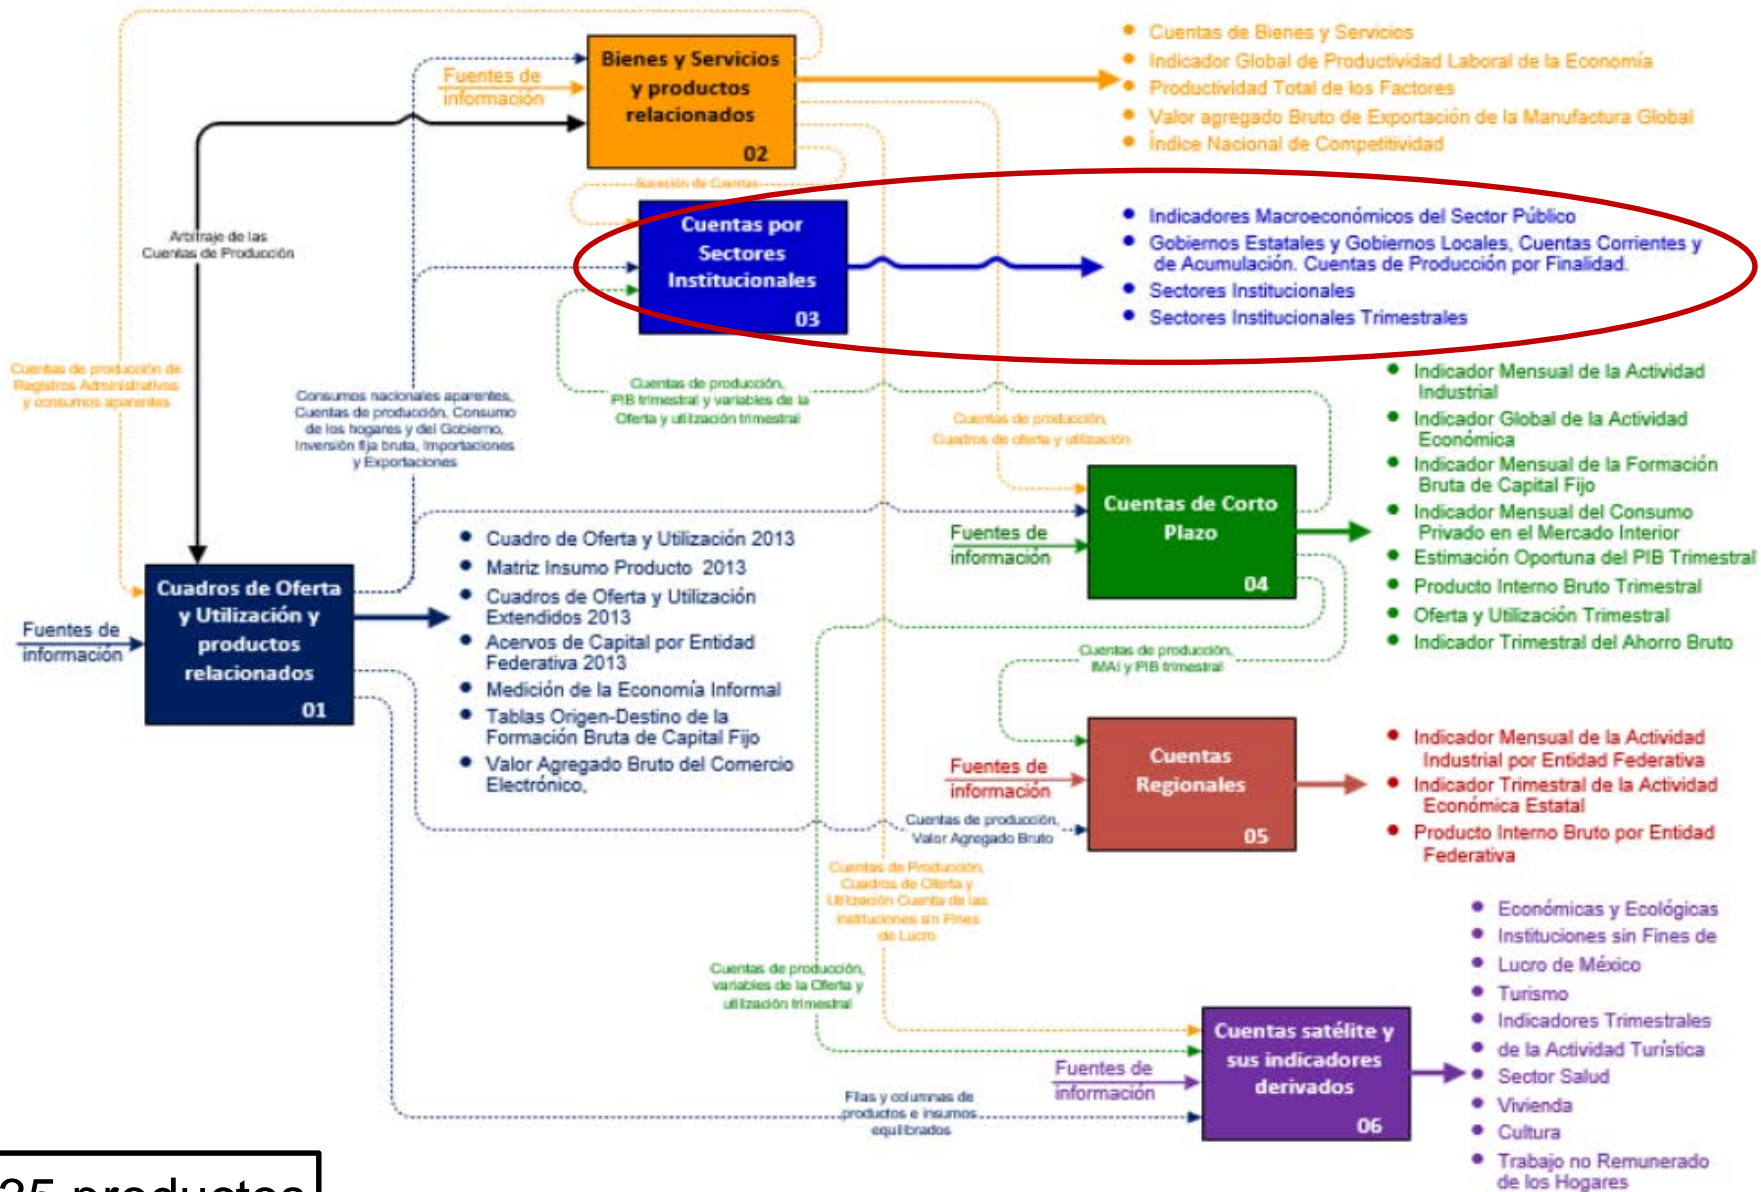 Bienes y Servicios
y productos
relacionados
02
Fuentes de
información
Cuentas de Bienes y Servicios
Indicador Global de Productividad Laboral de la Economía
Productividad Total de los Factores
Valor agregado Bruto de Exportación de la Manufactura Global
Índice Nacional de Competitividad
Sucesión de Cuentas
Cuentas por
Sectores
Institucionales
03
Indicadores Macroeconómicos del Sector Público
Gobiernos Estatales y Gobiernos Locales, Cuentas Corrientes y
de Acumulación. Cuentas de Producción por Finalidad.
Sectores Institucionales
Sectores Institucionales Trimestrales
Arbitraje de las
Cuentas de Producción
Cuentas de producción de
Registros Administrativos
y consumos aparentes
Consumos nacionales aparentes,
Cuentas de producción, Consumo
de los hogares y del Gobierno,
Inversión fija bruta, Importaciones
y Exportaciones
Cuentas de producción,
PIB trimestral y variables de la
Oferta y utilización trimestral
Cuentas de producción,
Cuadros de oferta y utilización
Cuentas de Corto
Plazo
04
Fuentes de
información
Indicador Mensual de la Actividad
Industrial
Indicador Global de la Actividad
Económica
Indicador Mensual de la Formación
Bruta de Capital Fijo
Indicador Mensual del Consumo
Privado en el Mercado Interior
Estimación Oportuna del PIB Trimestral
Producto Interno Bruto Trimestral
Oferta y Utilización Trimestral
Indicador Trimestral del Ahorro Bruto
Cuadros de Oferta
y Utilización y
productos
relacionados
01
Fuentes de
información
Cuadro de Oferta y Utilización 2013
Matriz Insumo Producto 2013
Cuadros de Oferta y Utilización
Extendidos 2013
Acervos de Capital por Entidad
Federativa 2013
Medición de la Economía Informal
Tablas Origen-Destino de la
Formación Bruta de Capital Fijo
Valor Agregado Bruto del Comercio
Electrónico,
Cuentas de producción,
IMAI y PIB trimestral
Cuentas
Regionales
05
Fuentes de
información
Cuentas de producción,
Valor Agregado Bruto
Indicador Mensual de la Actividad
Industrial por Entidad Federativa
Indicador Trimestral de la Actividad
Económica Estatal
Producto Interno Bruto por Entidad
Federativa
Cuentas de Producción,
Cuadros de Oferta y
Utilización Cuenta de las
instituciones sin Fines
de Lucro
Cuentas de producción,
variables de la Oferta y
utilización trimestral
Cuentas satélite y
sus indicadores
derivados
06
Fuentes de
información
Filas y columnas de
productos e insumos
equilibrados
Económicas y Ecológicas
Instituciones sin Fines de
Lucro de México
Turismo
Indicadores Trimestrales
de la Actividad Turística
Sector Salud
Vivienda
Cultura
Trabajo no Remunerado
de los Hogares
35 productos